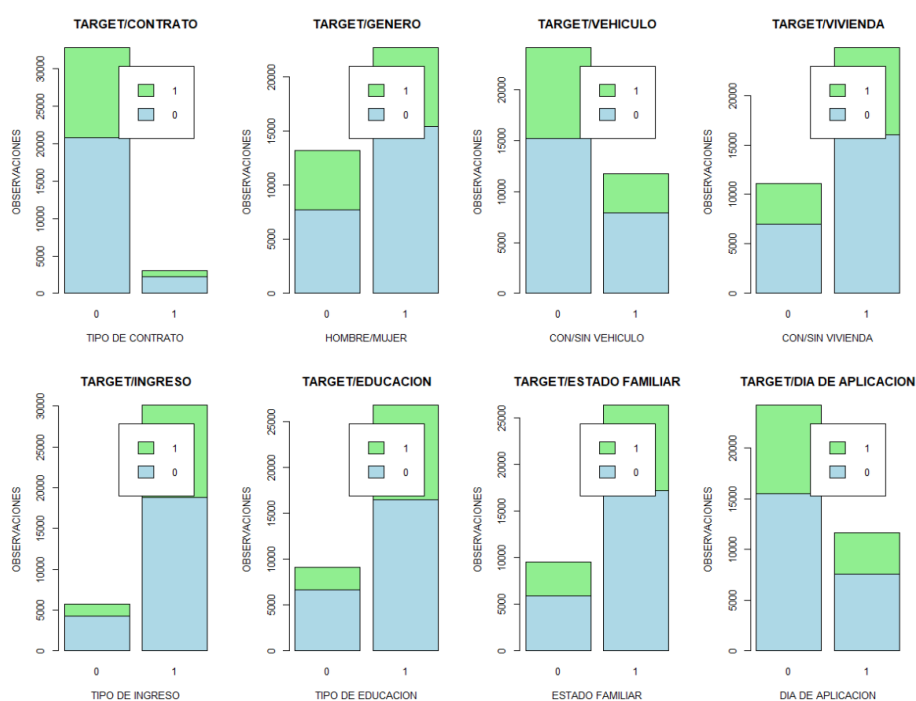 TARGET/CONTRATO
OBSERVACIONES
0 5000 10000 15000 20000 25000 30000
1
0
0 1
TIPO DE CONTRATO
TARGET/GENERO
OBSERVACIONES
0 5000 10000 15000 20000
1
0
0 1
HOMBRE/MUJER
TARGET/VEHICULO
OBSERVACIONES
0 5000 10000 15000 20000
1
0
0 1
CON/SIN VEHICULO
TARGET/VIVIENDA
OBSERVACIONES
0 5000 10000 15000 20000
1
0
0 1
CON/SIN VIVIENDA
TARGET/INGRESO
OBSERVACIONES
0 5000 10000 15000 20000 25000 30000
1
0
0 1
TIPO DE INGRESO
TARGET/EDUCACION
OBSERVACIONES
0 5000 10000 15000 20000 25000
1
0
0 1
TIPO DE EDUCACION
TARGET/ESTADO FAMILIAR
OBSERVACIONES
0 5000 10000 15000 20000 25000
1
0
0 1
ESTADO FAMILIAR
TARGET/DIA DE APLICACION
OBSERVACIONES
0 5000 10000 15000 20000
1
0
0 1
DIA DE APLICACION